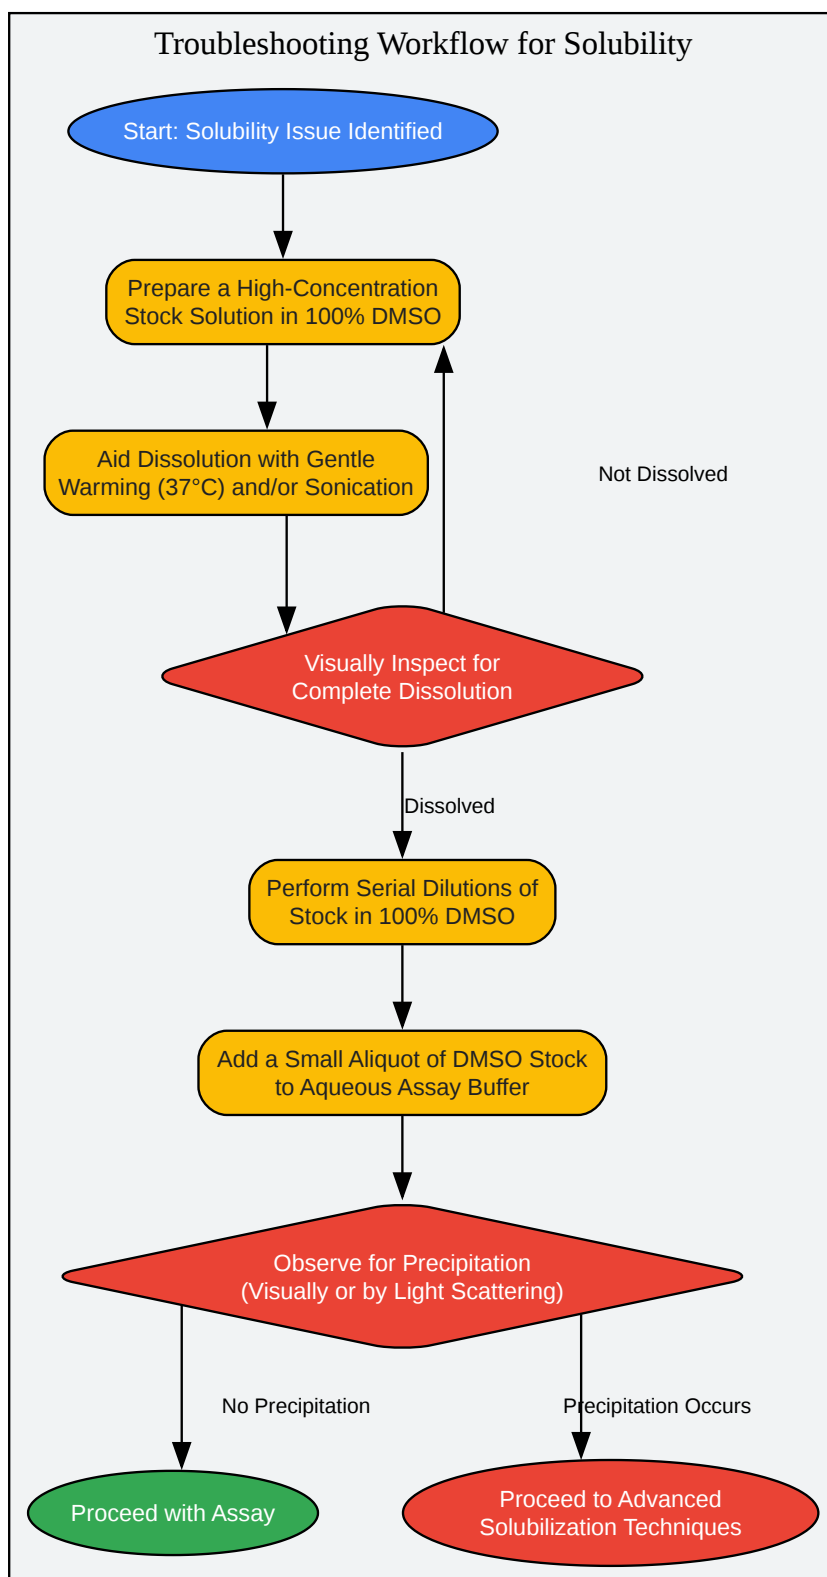 Troubleshooting Workflow for Solubility
Start: Solubility Issue Identified
Prepare a High-Concentration
Stock Solution in 100% DMSO
Aid Dissolution with Gentle
Warming (37°C) and/or Sonication
Not Dissolved
Visually Inspect for
Complete Dissolution
Dissolved
Perform Serial Dilutions of
Stock in 100% DMSO
Add a Small Aliquot of DMSO Stock
to Aqueous Assay Buffer
Observe for Precipitation
(Visually or by Light Scattering)
No Precipitation
Precipitation Occurs
Proceed with Assay
Proceed to Advanced
Solubilization Techniques